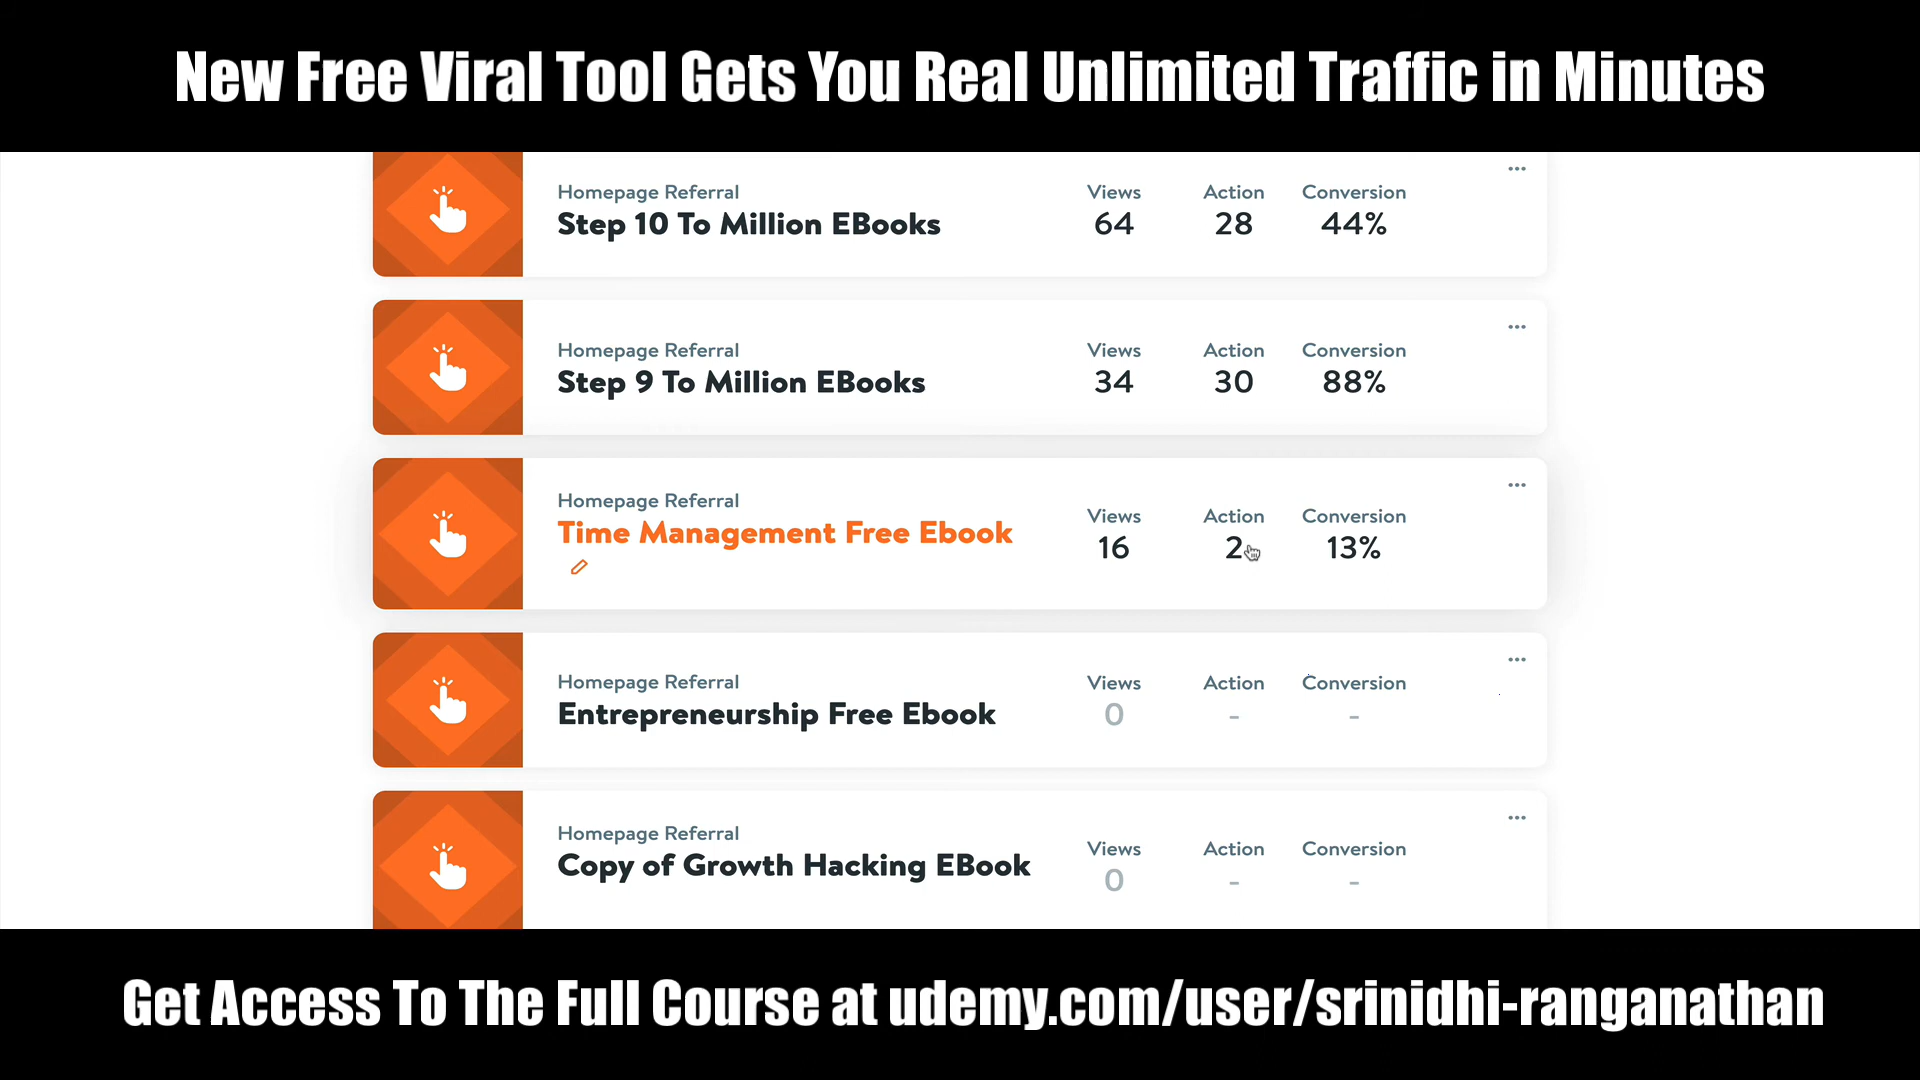 New Free Viral Tool Gets You Real Unlimited Traffic in Minutes
Homepage Referral
Step 10 To Million EBooks
Views Action Conversion
64 28 44%
...
Homepage Referral
Step 9 To Million EBooks
Views Action Conversion
34 30 88%
...
Homepage Referral
Time Management Free Ebook
Views Action Conversion
16 2 13%
...
Homepage Referral
Entrepreneurship Free Ebook
Views Action Conversion
0 - -
...
Homepage Referral
Copy of Growth Hacking EBook
Views Action Conversion
0 - -
...
Get Access To The Full Course at udemy.com/user/srinidhi-ranganathan